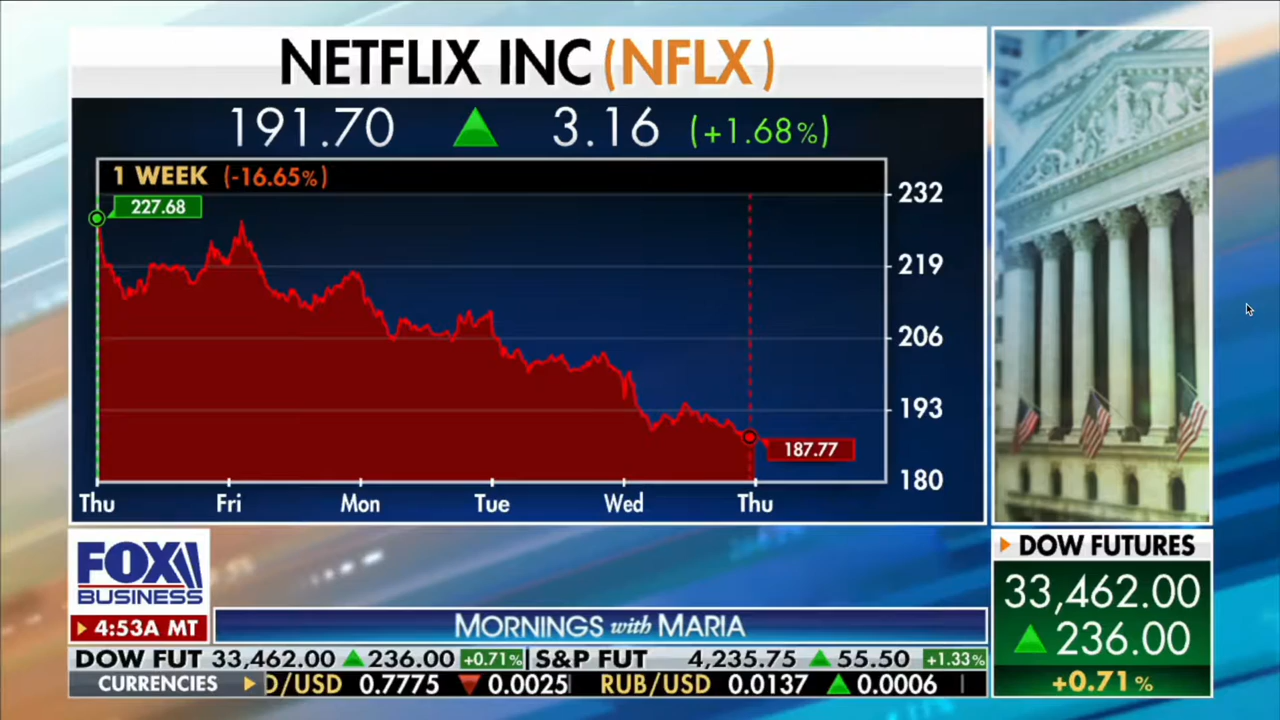 NETFLIX INC (NFLX)
191.70 ▲ 3.16 (+1.68%)
1 WEEK (-16.65%)
227.68
232
219
206
193
180
187.77
Thu Fri Mon Tue Wed Thu
FOX BUSINESS
4:53A MT
MORNINGS with MARIA
DOW FUTURES
33,462.00
▲ 236.00
+0.71%
DOW FUT 33,462.00 ▲ 236.00 +0.71% S&P FUT 4,235.75 ▲ 55.50 +1.33%
CURRENCIES D/USD 0.7775 ▼ 0.0025 RUB/USD 0.0137 ▲ 0.0006